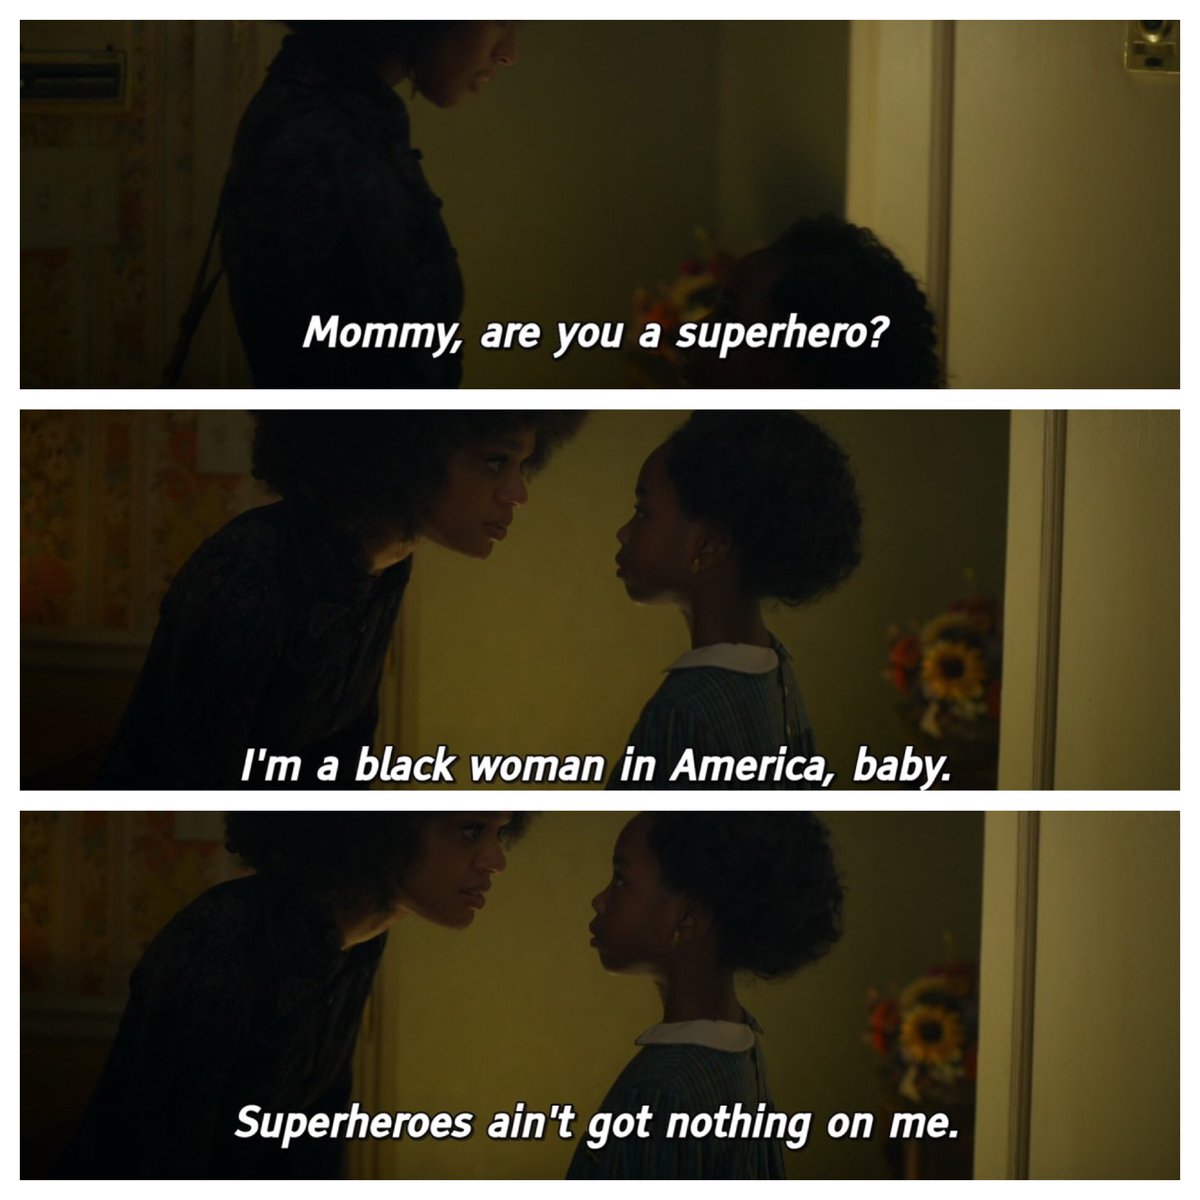 Mommy, are you a superhero?
I'm a black woman in America, baby.
Superheroes ain't got nothing on me.